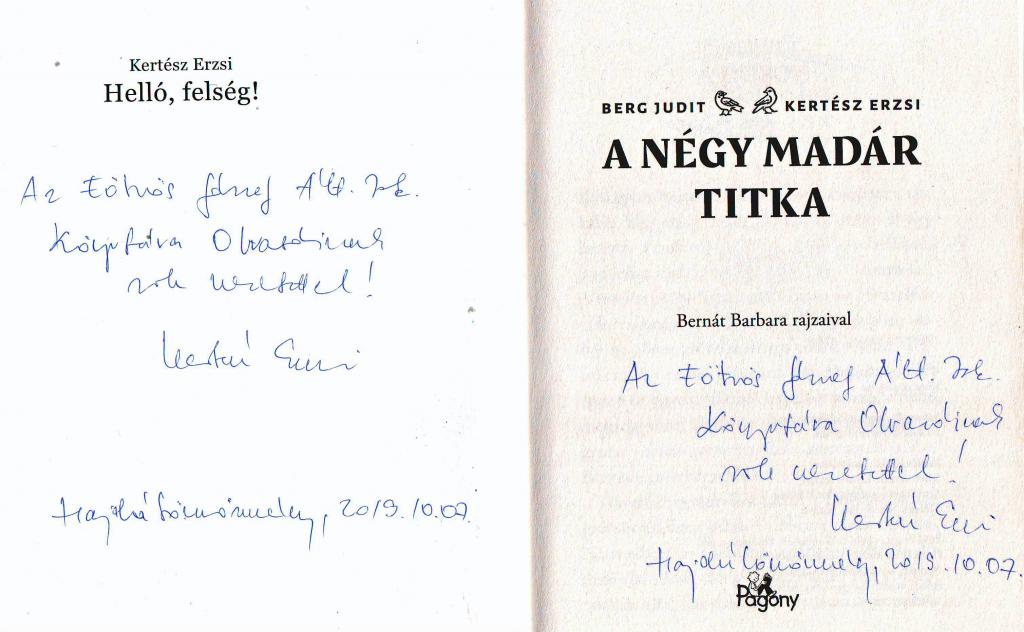 Kertész Erzsi
Helló, felség!
Az Eötvös József Ált. Isk.
Könyvtára Olvasóinak
sok szeretettel!
Kertész Erzsi
Hajdúböszörmény, 2019.10.07.
BERG JUDIT KERTÉSZ ERZSI
A NÉGY MADÁR
TITKA
Bernát Barbara rajzaival
Az Eötvös József Ált. Isk.
Könyvtára Olvasóinak
sok szeretettel!
Kertész Erzsi
Hajdúböszörmény, 2019.10.07.
Pagony